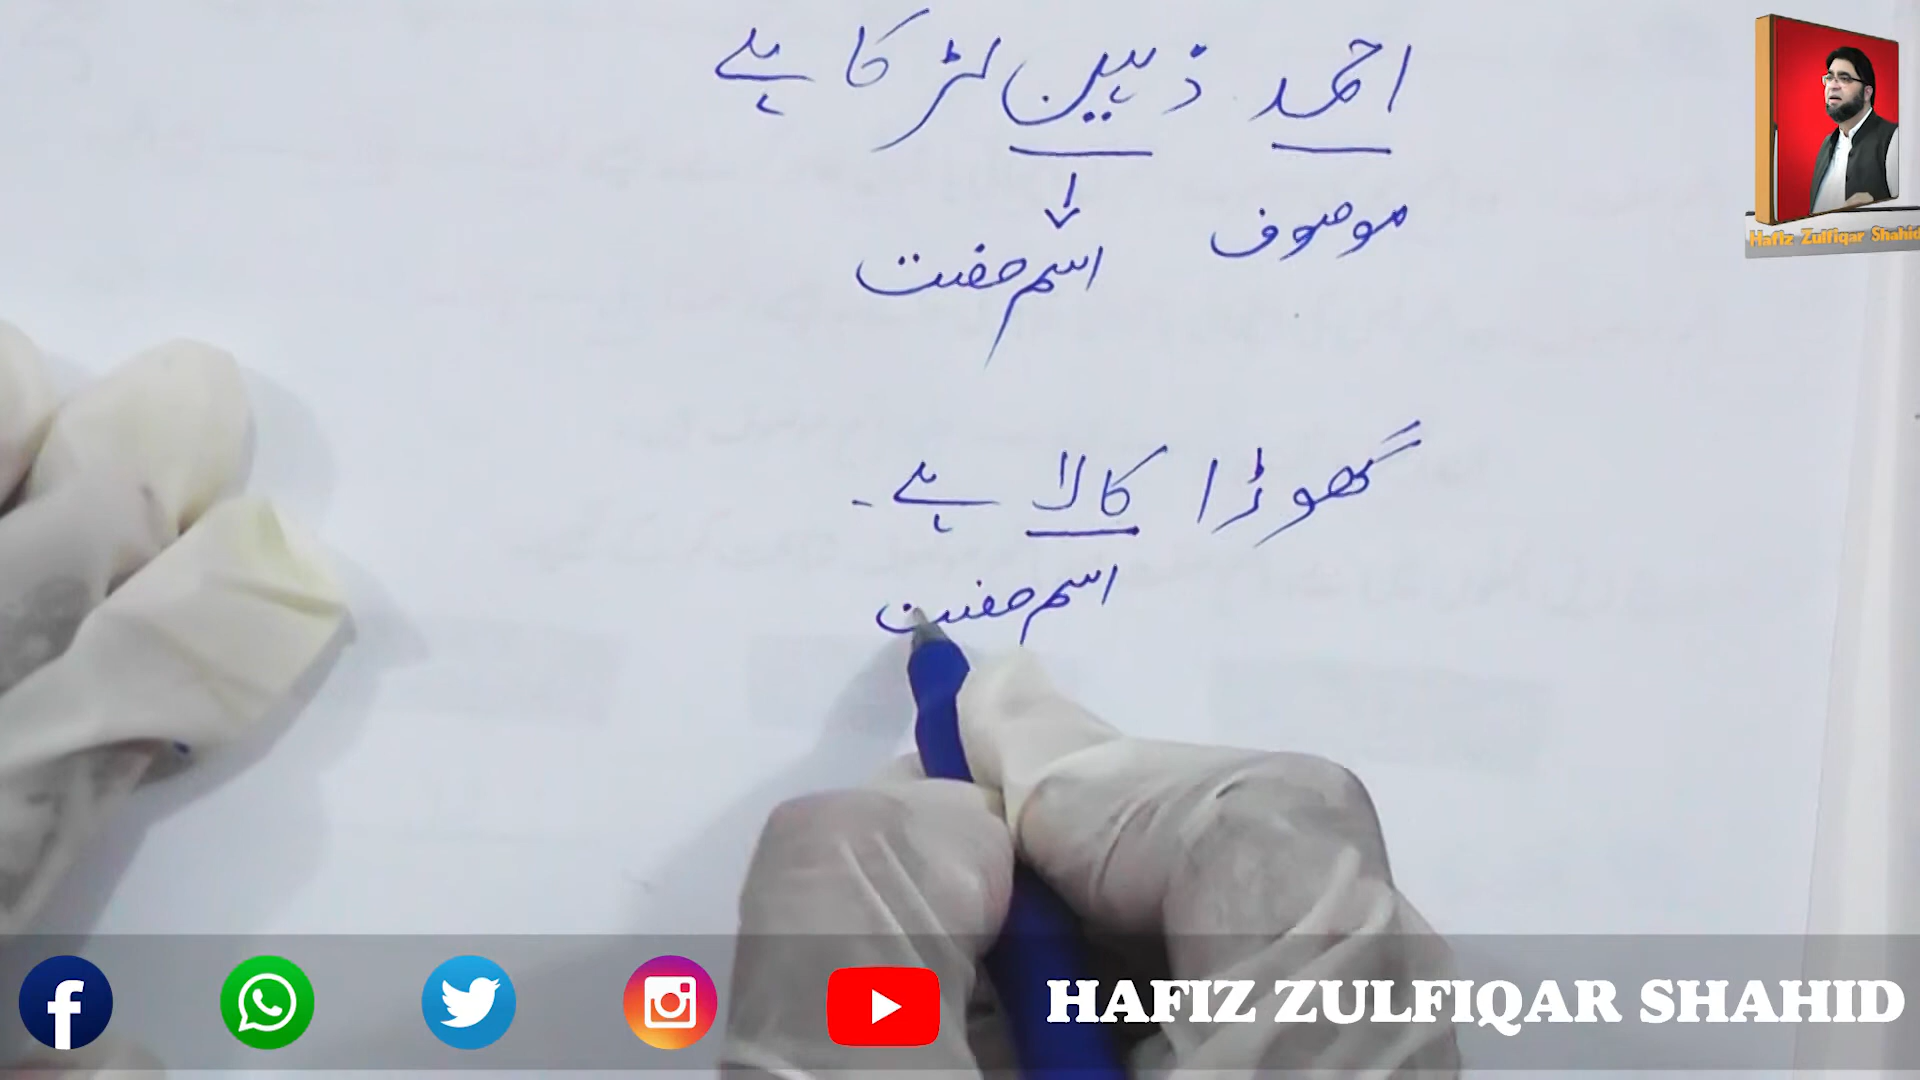 احمد ذہین لڑکا ہے
موصوف
اسم صفت
گھوڑا کالا ہے۔
اسم صفت
Hafiz Zulfiqar Shahid
HAFIZ ZULFIQAR SHAHID